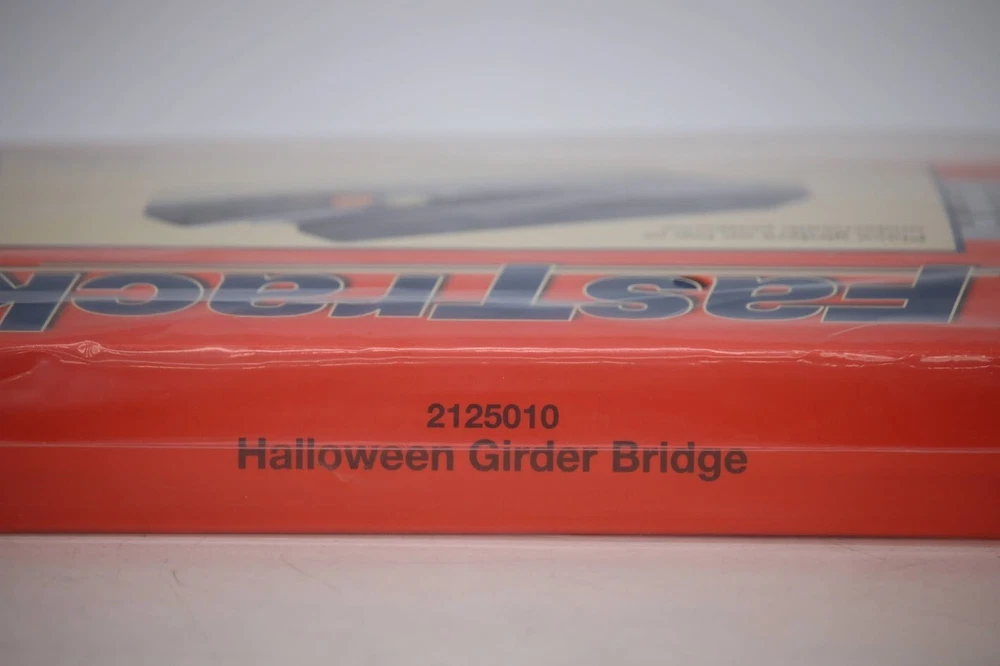 FasTrack
2125010
Halloween Girder Bridge